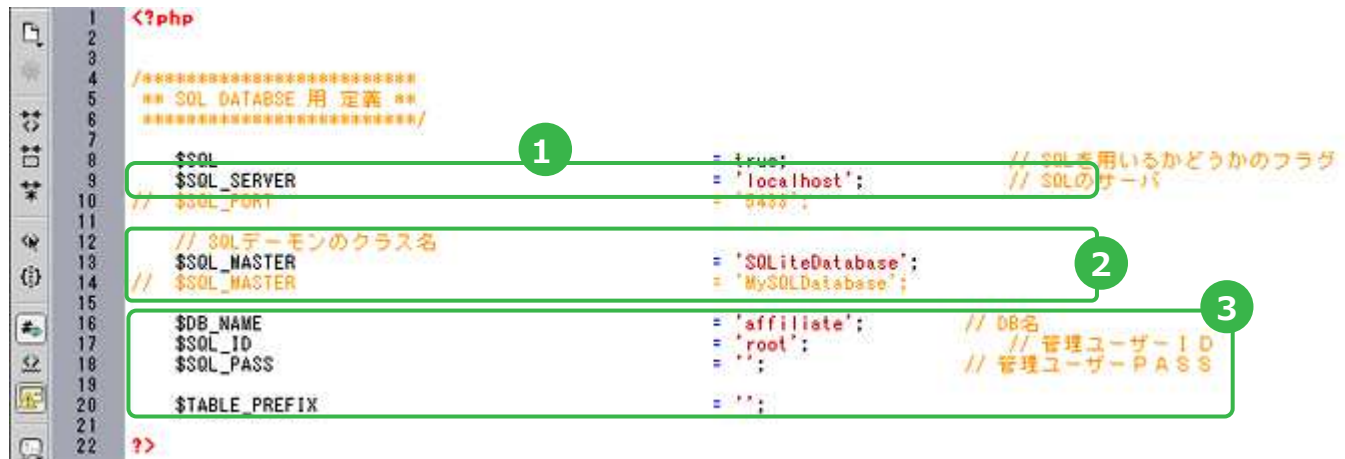 1 <?php
2
3
4 /*************************
5 ** SQL DATABSE 用 定義 **
6 *************************/
7
8 $SQL = true; // SQLを用いるかどうかのフラグ
1
9 $SQL_SERVER = 'localhost'; // SQLのサーバ
10 // $SQL_PORT = '5433';
11
12 // SQLデーモンのクラス名
13 $SQL_MASTER = 'SQLiteDatabase';
2
14 // $SQL_MASTER = 'MySQLDatabase';
15
3
16 $DB_NAME = 'affiliate'; // DB名
17 $SQL_ID = 'root'; // 管理ユーザーＩＤ
18 $SQL_PASS = ''; // 管理ユーザーＰＡＳＳ
19
20 $TABLE_PREFIX = '';
21
22 ?>